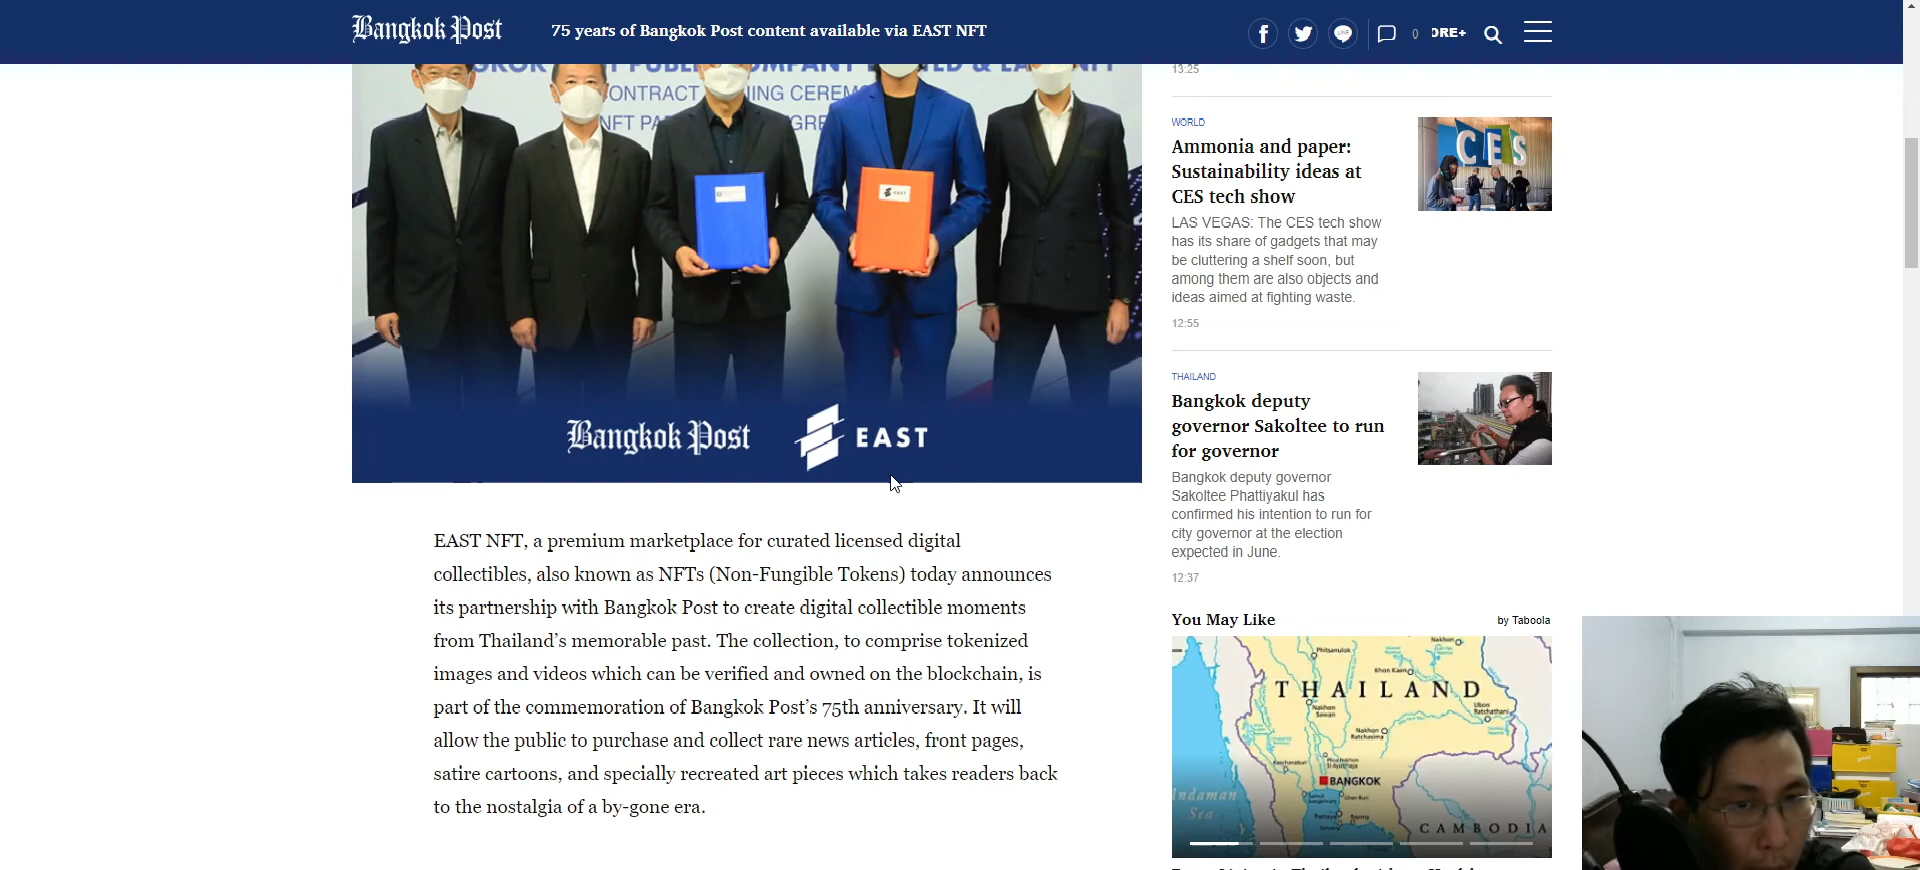 Bangkok Post
75 years of Bangkok Post content available via EAST NFT
0
ORE+
CONTRACT
13:25
WORLD
Ammonia and paper:
Sustainability ideas at
CES tech show
LAS VEGAS: The CES tech show
has its share of gadgets that may
be cluttering a shelf soon, but
among them are also objects and
ideas aimed at fighting waste.
12:55
CES
EAST
Bangkok Post
EAST
THAILAND
Bangkok deputy
governor Sakoltee to run
for governor
Bangkok deputy governor
Sakoltee Phattiyakul has
confirmed his intention to run for
city governor at the election
expected in June.
12:37
EAST NFT, a premium marketplace for curated licensed digital
collectibles, also known as NFTs (Non-Fungible Tokens) today announces
its partnership with Bangkok Post to create digital collectible moments
from Thailand’s memorable past. The collection, to comprise tokenized
images and videos which can be verified and owned on the blockchain, is
part of the commemoration of Bangkok Post’s 75th anniversary. It will
allow the public to purchase and collect rare news articles, front pages,
satire cartoons, and specially recreated art pieces which takes readers back
to the nostalgia of a by-gone era.
You May Like
by Taboola
Phitsanulok
Khon Kaen
THAILAND
Nakhon
Sawan
Ubon
Ratchathani
Nakhon
Ratchasima
BANGKOK
Andaman
Sea
Pattaya
CAMBODIA